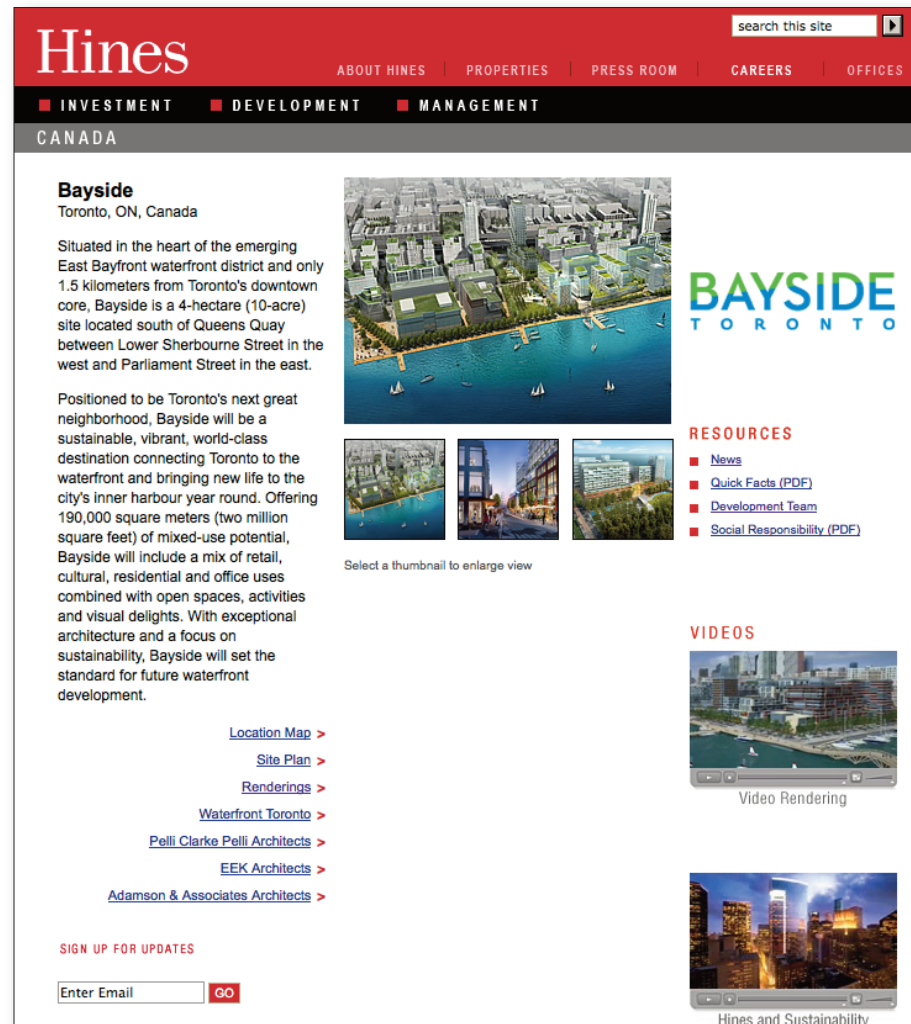 Hines
search this site
ABOUT HINES
PROPERTIES
PRESS ROOM
CAREERS
OFFICES
INVESTMENT
DEVELOPMENT
MANAGEMENT
CANADA
Bayside
Toronto, ON, Canada
Situated in the heart of the emerging
East Bayfront waterfront district and only
1.5 kilometers from Toronto's downtown
core, Bayside is a 4-hectare (10-acre)
site located south of Queens Quay
between Lower Sherbourne Street in the
west and Parliament Street in the east.
Positioned to be Toronto's next great
neighborhood, Bayside will be a
sustainable, vibrant, world-class
destination connecting Toronto to the
waterfront and bringing new life to the
city's inner harbour year round. Offering
190,000 square meters (two million
square feet) of mixed-use potential,
Bayside will include a mix of retail,
cultural, residential and office uses
combined with open spaces, activities
and visual delights. With exceptional
architecture and a focus on
sustainability, Bayside will set the
standard for future waterfront
development.
Location Map >
Site Plan >
Renderings >
Waterfront Toronto >
Pelli Clarke Pelli Architects >
EEK Architects >
Adamson & Associates Architects >
SIGN UP FOR UPDATES
Enter Email
GO
Select a thumbnail to enlarge view
BAYSIDE
TORONTO
RESOURCES
News
Quick Facts (PDF)
Development Team
Social Responsibility (PDF)
VIDEOS
Video Rendering
Hines and Sustainability